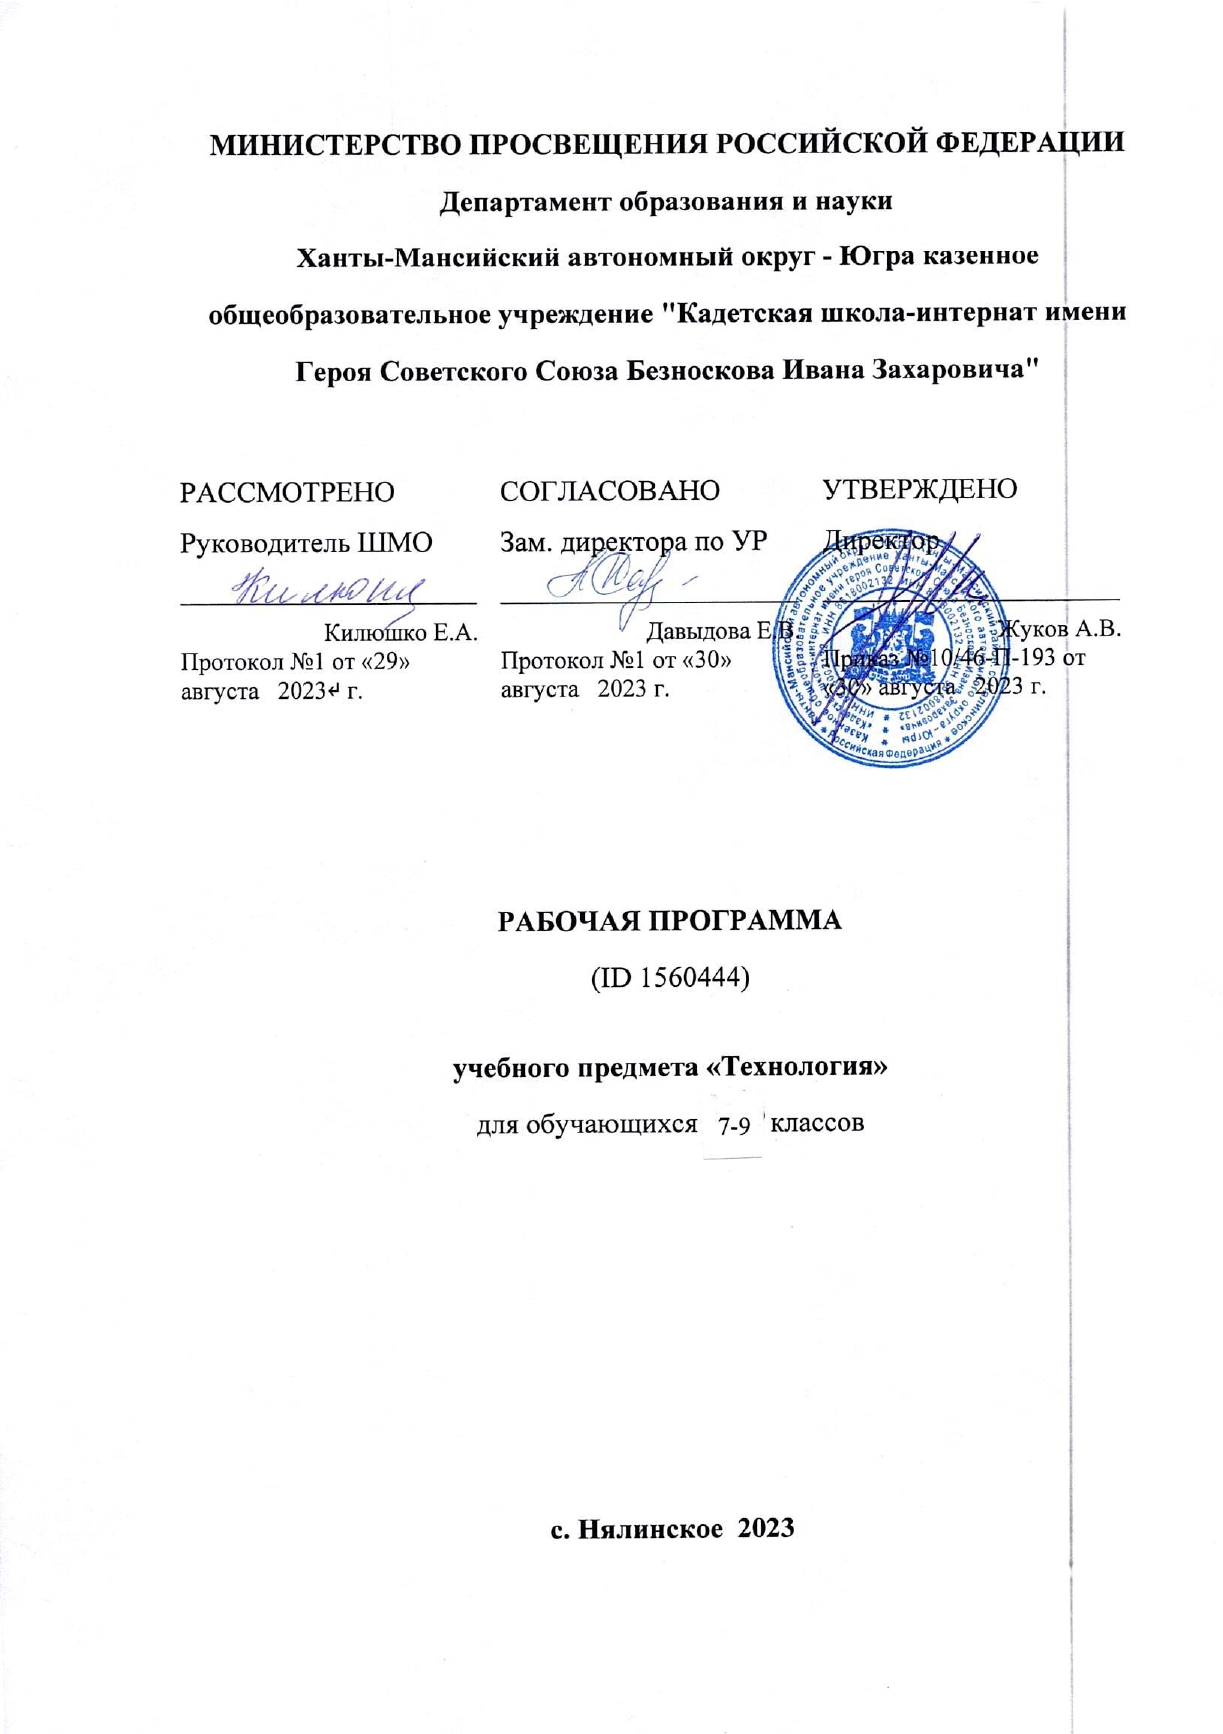 МИНИСТЕРСТВО ПРОСВЕЩЕНИЯ РОССИЙСКОЙ ФЕДЕРАЦИИ
Департамент образования и науки
Ханты-Мансийский автономный округ - Югра казенное
общеобразовательное учреждение "Кадетская школа-интернат имени
Героя Советского Союза Безноскова Ивана Захаровича"
РАССМОТРЕНО
Руководитель ШМО
Килюшко Е.А.
Протокол №1 от «29»
августа 2023↵ г.
СОГЛАСОВАНО
Зам. директора по УР
Давыдова Е.В.
Протокол №1 от «30»
августа 2023 г.
УТВЕРЖДЕНО
Директор
Жуков А.В.
Приказ №10/46-П-193 от
«30» августа 2023 г.
Российская Федерация
РАБОЧАЯ ПРОГРАММА
(ID 1560444)
учебного предмета «Технология»
для обучающихся 7-9 классов
с. Нялинское 2023